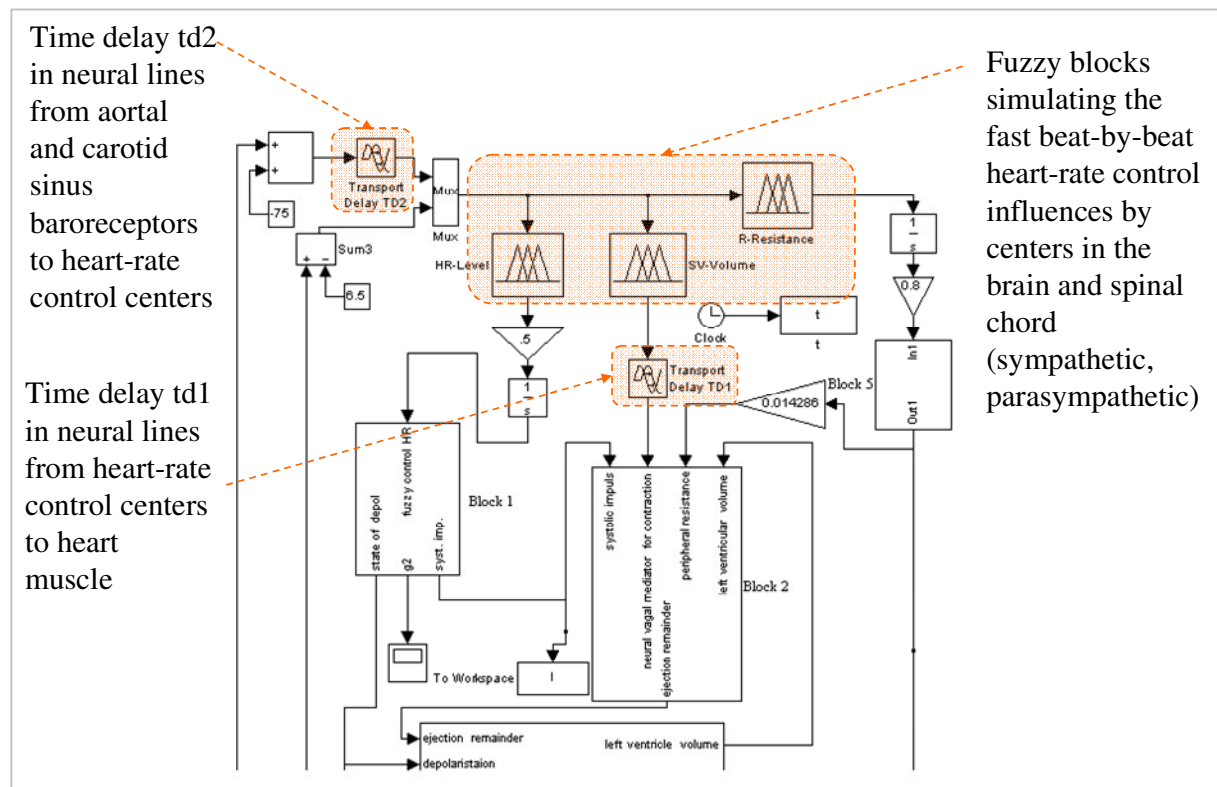 Time delay td2
in neural lines
from aortal
and carotid
sinus
baroreceptors
to heart-rate
control centers
Time delay td1
in neural lines
from heart-rate
control centers
to heart
muscle
Fuzzy blocks
simulating the
fast beat-by-beat
heart-rate control
influences by
centers in the
brain and spinal
chord
(sympathetic,
parasympathetic)
+
+
-75
Transport
Delay TD2
Mux
Mux
+ −
Sum3
6.5
HR-Level
SV-Volume
R-Resistance
1
s
0.8
Clock
t
t
.5
1
s
Transport
Delay TD1
Block 5
0.014286
In1
Out1
fuzzy control HR
state of depol
g2
syst. imp.
Block 1
systolic impuls
neural vagal mediator for contraction
peripheral resistance
left ventricular volume
ejection remainder
Block 2
To Workspace
I
ejection remainder
depolaristaion
left ventricle volume